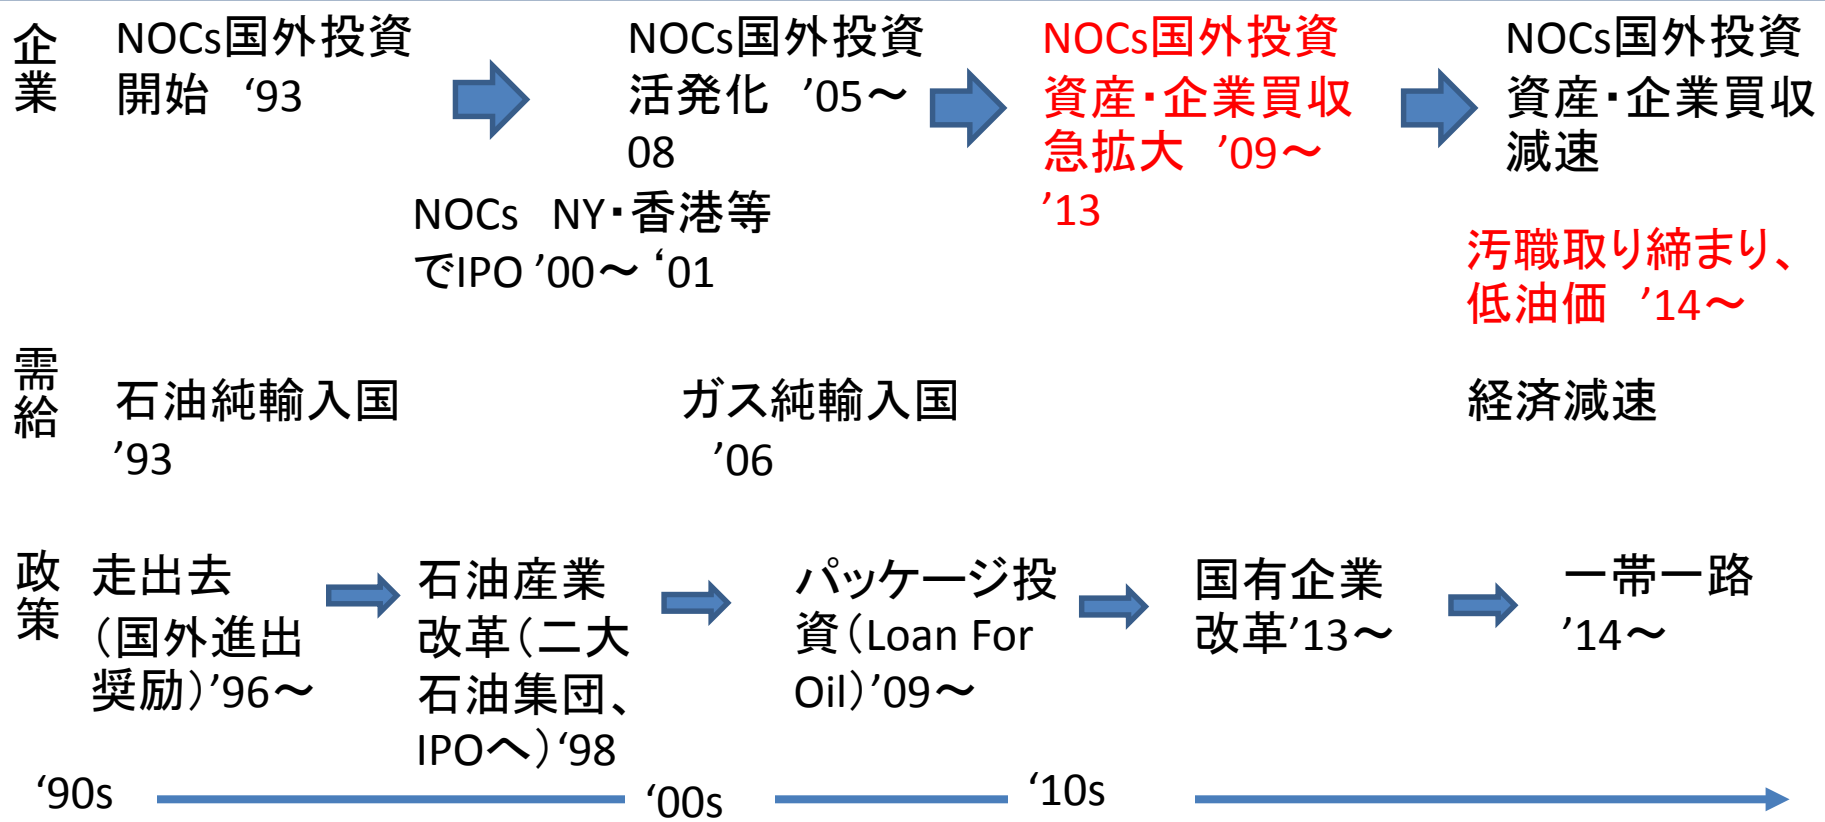 企業
NOCs国外投資
開始　‘93
NOCs国外投資
活発化　’05～
08
NOCs国外投資
資産・企業買収
急拡大　’09～
’13
NOCs国外投資
資産・企業買収
減速
NOCs　NY・香港等
でIPO ’00～ ‘01
汚職取り締まり、
低油価　’14～
需給
石油純輸入国
’93
ガス純輸入国
’06
経済減速
政策
走出去
（国外進出
奨励）’96～
石油産業
改革（二大
石油集団、
IPOへ）‘98
パッケージ投
資（Loan For
Oil）’09～
国有企業
改革’13～
一帯一路
’14～
‘90s
‘00s
‘10s